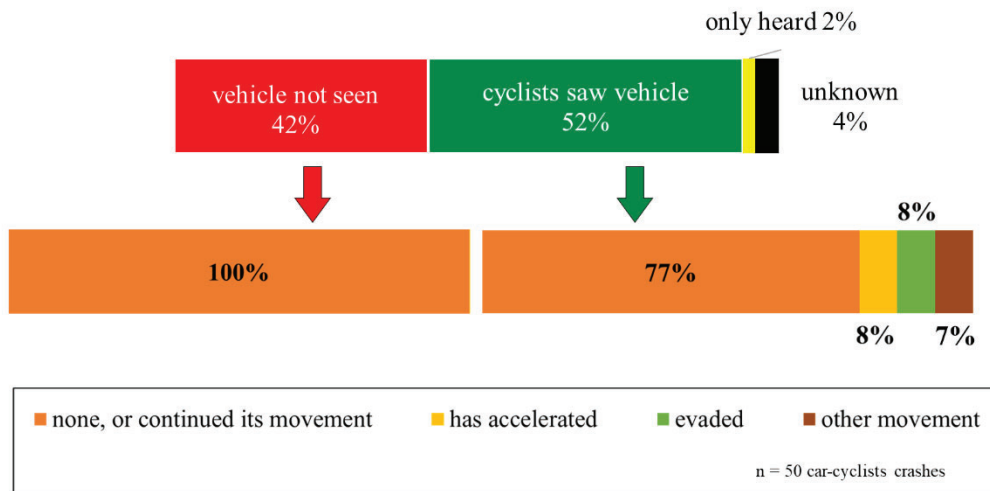 only heard 2%
vehicle not seen
42%
cyclists saw vehicle
52%
unknown
4%
8%
100%
77%
8%
7%
none, or continued its movement
has accelerated
evaded
other movement
n = 50 car-cyclists crashes